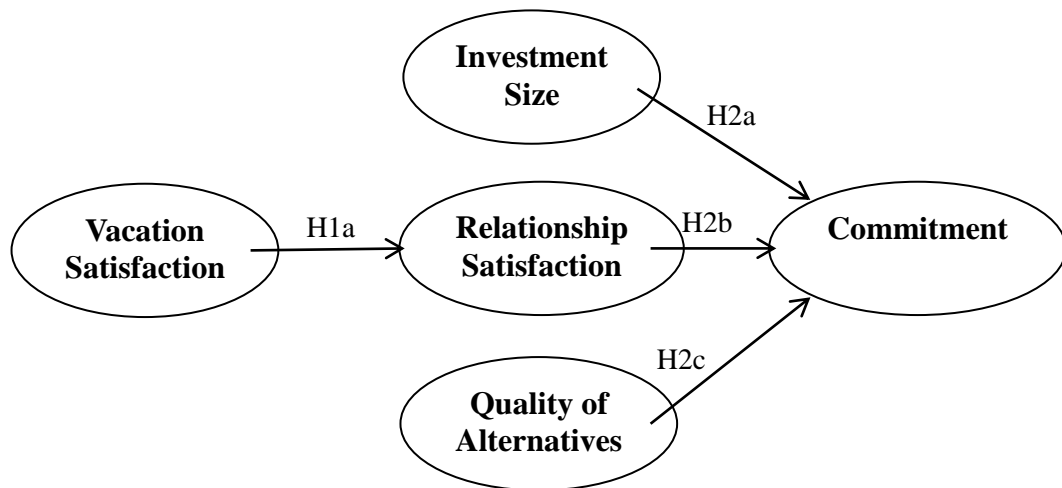 Investment
Size
H2a
Vacation
Satisfaction
H1a
Relationship
Satisfaction
H2b
Commitment
H2c
Quality of
Alternatives